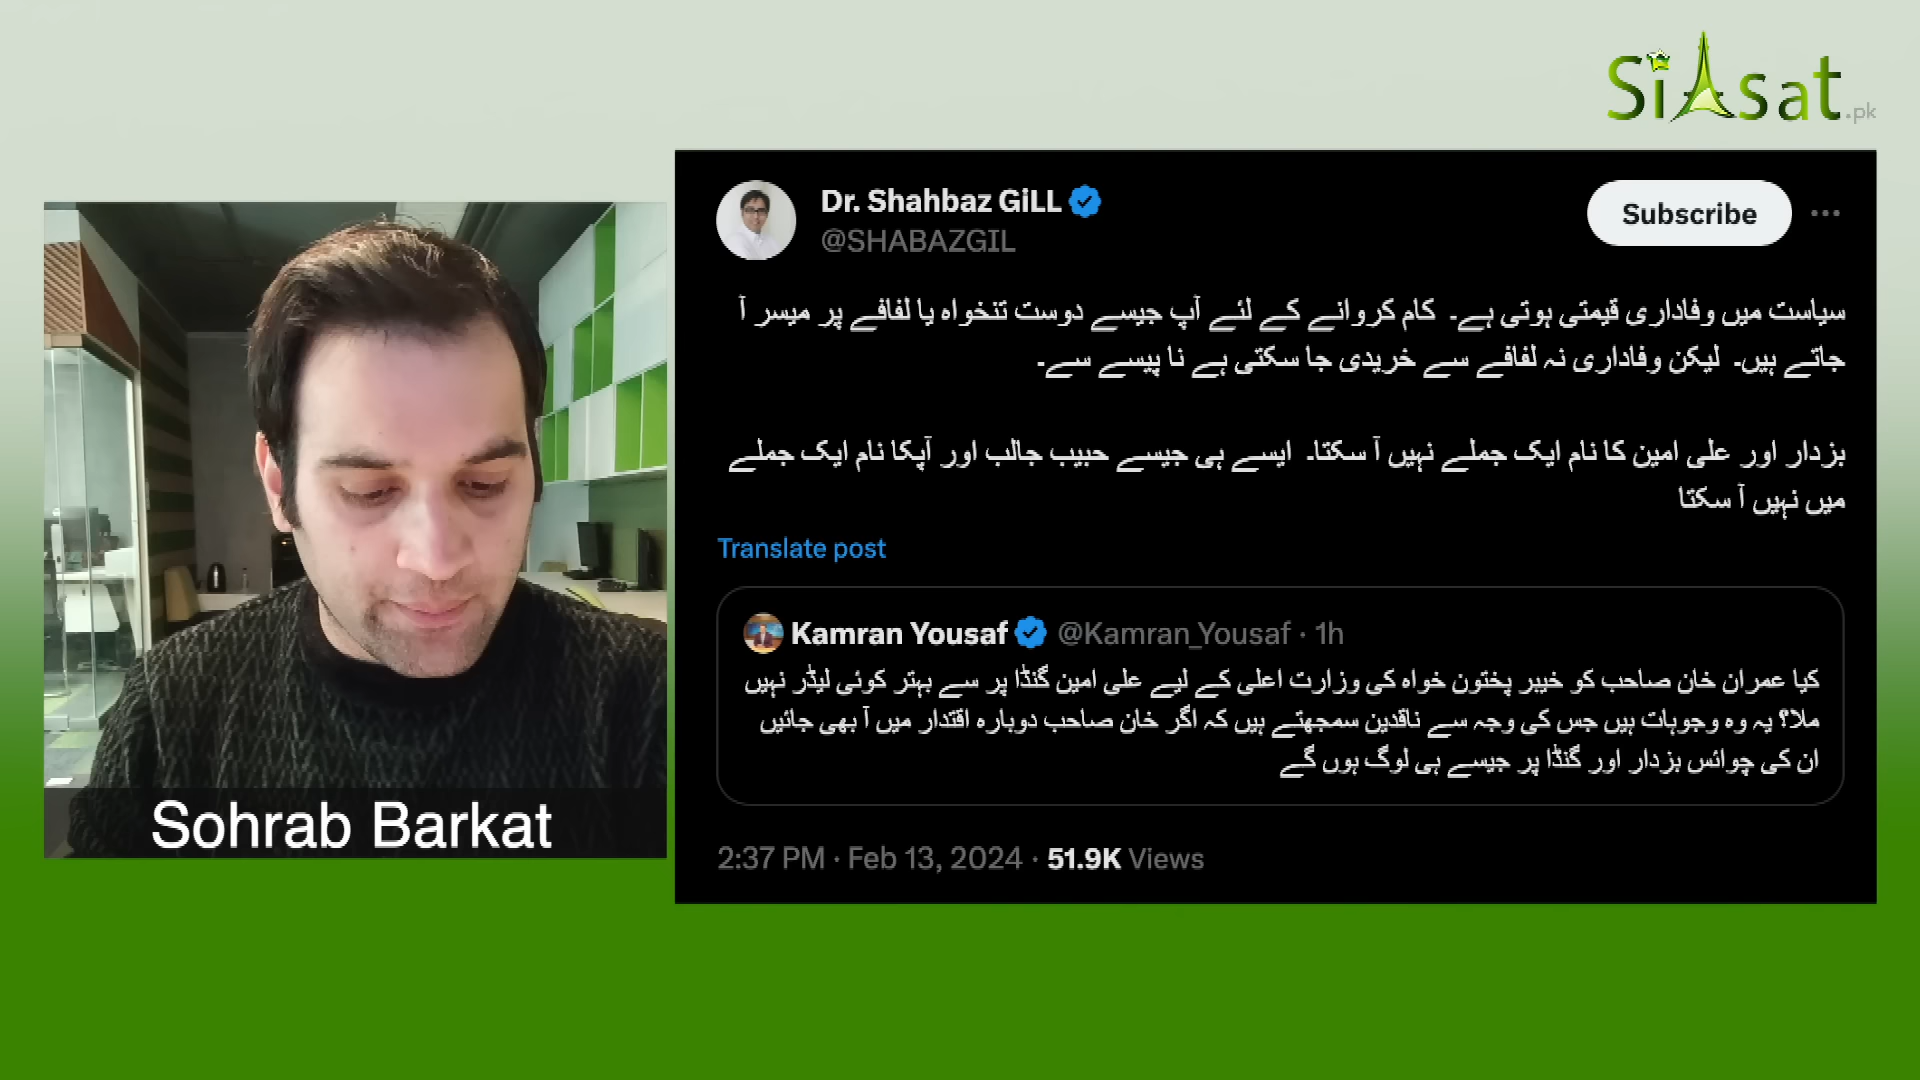 SiAsat.pk
Dr. Shahbaz GiLL
@SHABAZGIL
Subscribe
سیاست میں وفاداری قیمتی ہوتی ہے۔ کام کروانے کے لئے آپ جیسے دوست تنخواہ یا لفافے پر میسر آ
جاتے ہیں۔ لیکن وفاداری نہ لفافے سے خریدی جا سکتی ہے نا پیسے سے۔
بزدار اور علی امین کا نام ایک جملے نہیں آ سکتا۔ ایسے ہی جیسے حبیب جالب اور آپکا نام ایک جملے
میں نہیں آ سکتا
Translate post
Kamran Yousaf @Kamran_Yousaf · 1h
کیا عمران خان صاحب کو خیبر پختون خواہ کی وزارت اعلی کے لیے علی امین گنڈا پر سے بہتر کوئی لیڈر نہیں
ملا؟ یہ وہ وجوہات ہیں جس کی وجہ سے ناقدین سمجھتے ہیں کہ اگر خان صاحب دوبارہ اقتدار میں آ بھی جائیں
ان کی چوائس بزدار اور گنڈا پر جیسے ہی لوگ ہوں گے
2:37 PM · Feb 13, 2024 · 51.9K Views
Sohrab Barkat